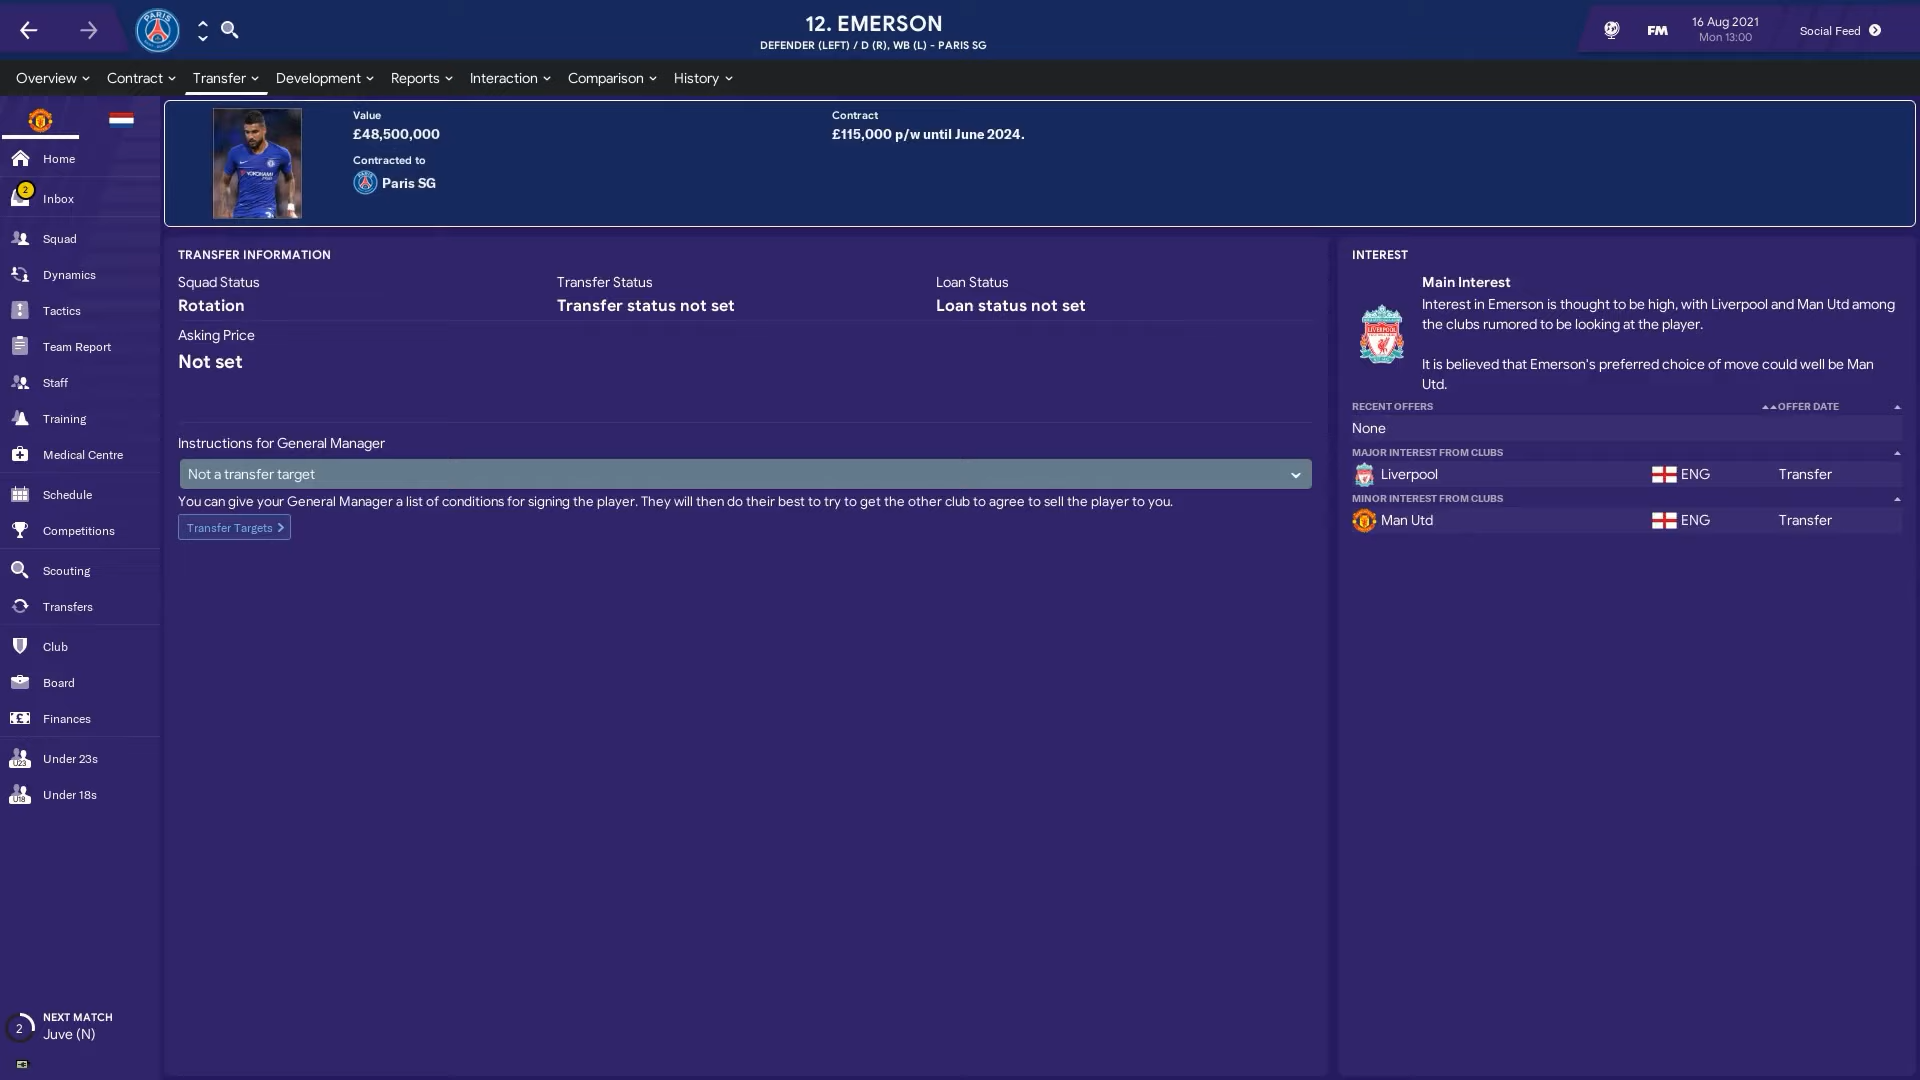 12. EMERSON
DEFENDER (LEFT) / D (R), WB (L) - PARIS SG
FM
16 Aug 2021
Mon 13:00
Social Feed
Overview
Contract
Transfer
Development
Reports
Interaction
Comparison
History
Home
2
Inbox
Squad
Dynamics
Tactics
Team Report
Staff
Training
Medical Centre
Schedule
Competitions
Scouting
Transfers
Club
Board
Finances
U23
Under 23s
U18
Under 18s
2
NEXT MATCH
Juve (N)
PARIS
Value
£48,500,000
Contracted to
Paris SG
YOKOHAMA
Contract
£115,000 p/w until June 2024.
TRANSFER INFORMATION
Squad Status
Rotation
Transfer Status
Transfer status not set
Loan Status
Loan status not set
Asking Price
Not set
Instructions for General Manager
Not a transfer target
You can give your General Manager a list of conditions for signing the player. They will then do their best to try to get the other club to agree to sell the player to you.
Transfer Targets
INTEREST
Main Interest
Interest in Emerson is thought to be high, with Liverpool and Man Utd among
the clubs rumored to be looking at the player.
It is believed that Emerson's preferred choice of move could well be Man
Utd.
LIVERPOOL
RECENT OFFERS
OFFER DATE
None
MAJOR INTEREST FROM CLUBS
Liverpool
ENG
Transfer
MINOR INTEREST FROM CLUBS
Man Utd
ENG
Transfer